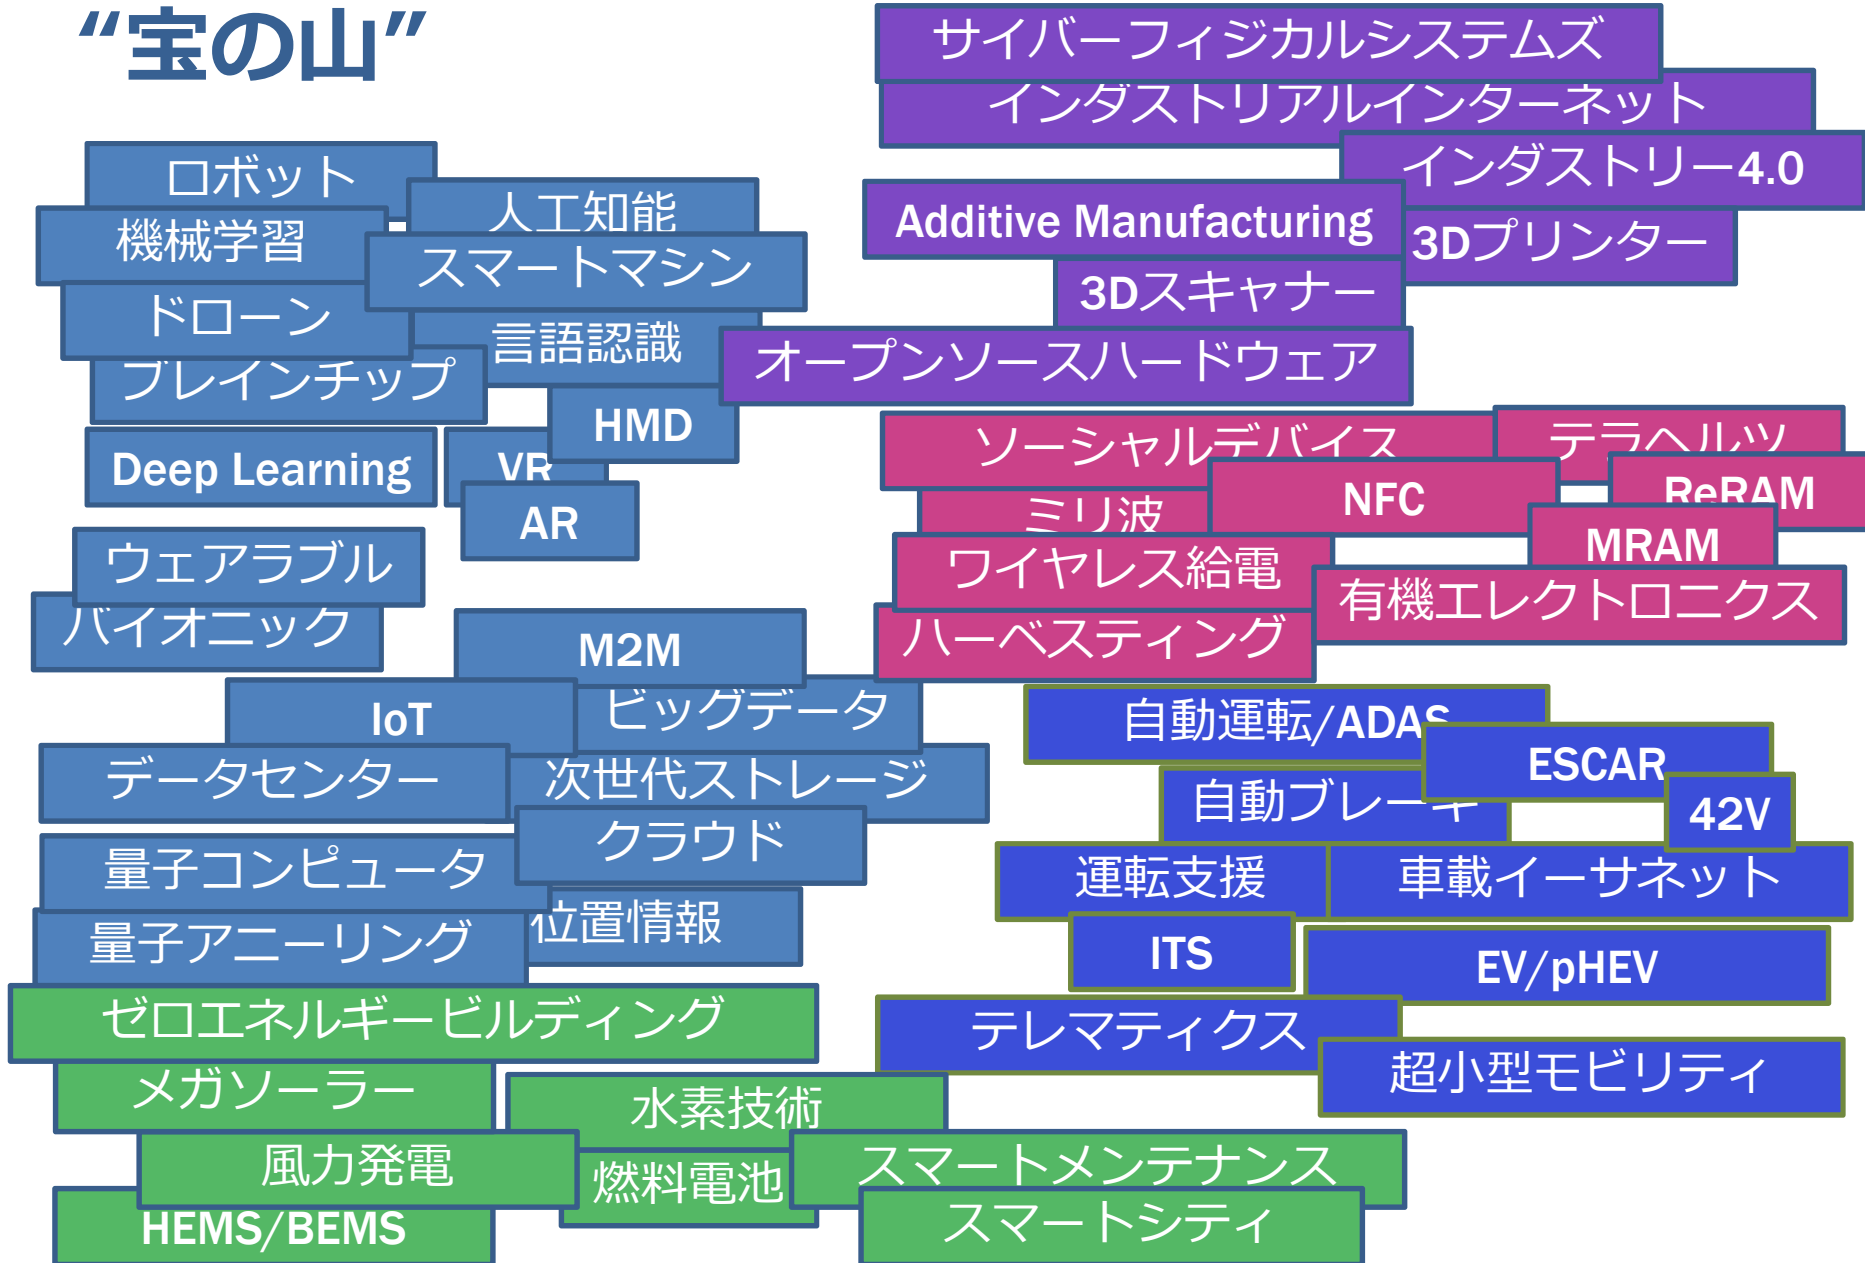 “宝の山”
サイバーフィジカルシステムズ
インダストリアルインターネット
インダストリー4.0
Additive Manufacturing
3Dプリンター
3Dスキャナー
オープンソースハードウェア
ロボット
人工知能
機械学習
スマートマシン
ドローン
言語認識
ブレインチップ
HMD
Deep Learning
VR
AR
ウェアラブル
バイオニック
ソーシャルデバイス
テラヘルツ
NFC
ReRAM
ミリ波
MRAM
ワイヤレス給電
有機エレクトロニクス
ハーベスティング
M2M
IoT
ビッグデータ
データセンター
次世代ストレージ
クラウド
量子コンピュータ
位置情報
量子アニーリング
自動運転/ADAS
ESCAR
自動ブレーキ
42V
運転支援
車載イーサネット
ITS
EV/pHEV
テレマティクス
超小型モビリティ
ゼロエネルギービルディング
メガソーラー
水素技術
風力発電
燃料電池
スマートメンテナンス
HEMS/BEMS
スマートシティ